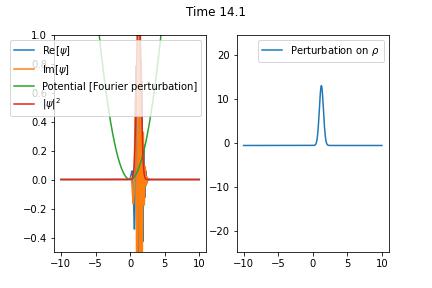 Time 14.1
Re[ψ]
Im[ψ]
Potential [Fourier perturbation]
|ψ|²
1.0
0.8
0.6
0.4
0.2
0.0
−0.2
−0.4
−10 −5 0 5 10
Perturbation on ρ
20
10
0
−10
−20
−10 −5 0 5 10